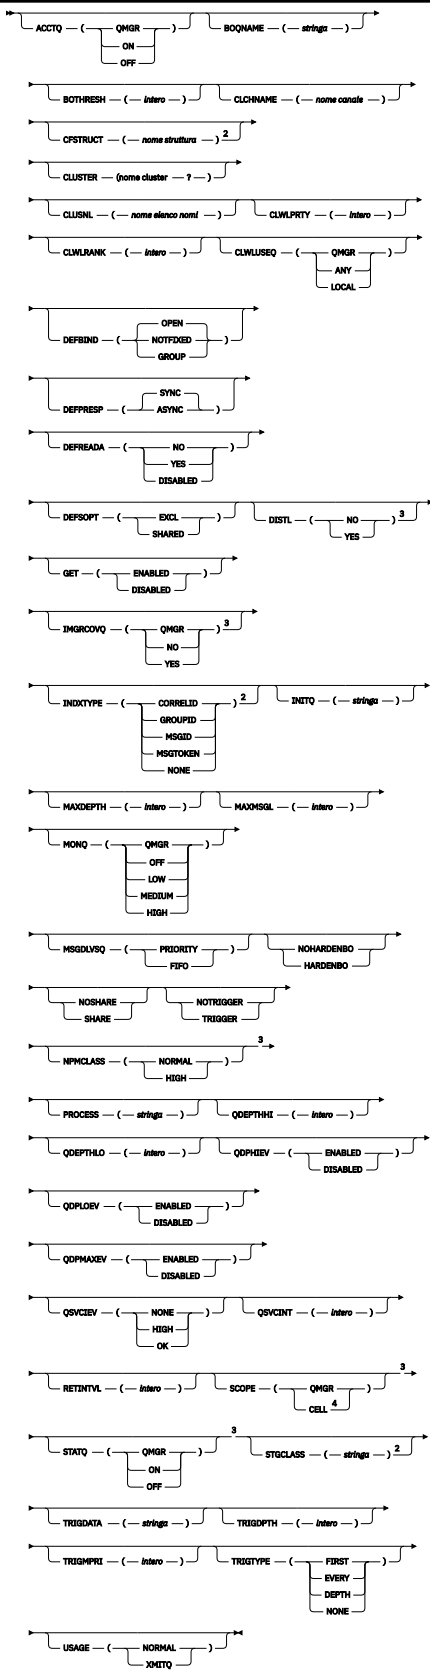 ACCTQ ( QMGR ) BOQNAME ( stringa )
ON
OFF
BOTHRESH ( intero ) CLCHNAME ( nome canale )
CFSTRUCT ( nome struttura ) 2
CLUSTER (nome cluster ? )
CLUSNL ( nome elenco nomi ) CLWLPRTY ( intero )
CLWLRANK ( intero ) CLWLUSEQ ( QMGR )
ANY
LOCAL
OPEN
DEFBIND ( NOTFIXED )
GROUP
SYNC
DEFPRESP ( ASYNC )
DEFREADA ( NO )
YES
DISABLED
DEFSOPT ( EXCL ) DISTL ( NO ) 3
SHARED YES
GET ( ENABLED )
DISABLED
IMGRCOVQ ( QMGR ) 3
NO
YES
INDXTYPE ( CORRELID ) 2 INITQ ( stringa )
GROUPID
MSGID
MSGTOKEN
NONE
MAXDEPTH ( intero ) MAXMSGL ( intero )
MONQ ( QMGR )
OFF
LOW
MEDIUM
HIGH
MSGDLVSQ ( PRIORITY ) NOHARDENBO
FIFO HARDENBO
NOSHARE NOTRIGGER
SHARE TRIGGER
NPMCLASS ( NORMAL ) 3
HIGH
PROCESS ( stringa ) QDEPTHHI ( intero )
QDEPTHLO ( intero ) QDPHIEV ( ENABLED )
DISABLED
QDPLOEV ( ENABLED )
DISABLED
QDPMAXEV ( ENABLED )
DISABLED
QSVCIEV ( NONE ) QSVCINT ( intero )
HIGH
OK
RETINTVL ( intero ) SCOPE ( QMGR ) 3
CELL 4
STATQ ( QMGR ) 3 STGCLASS ( stringa ) 2
ON
OFF
TRIGDATA ( stringa ) TRIGDPTH ( intero )
TRIGMPRI ( intero ) TRIGTYPE ( FIRST )
EVERY
DEPTH
NONE
USAGE ( NORMAL )
XMITQ